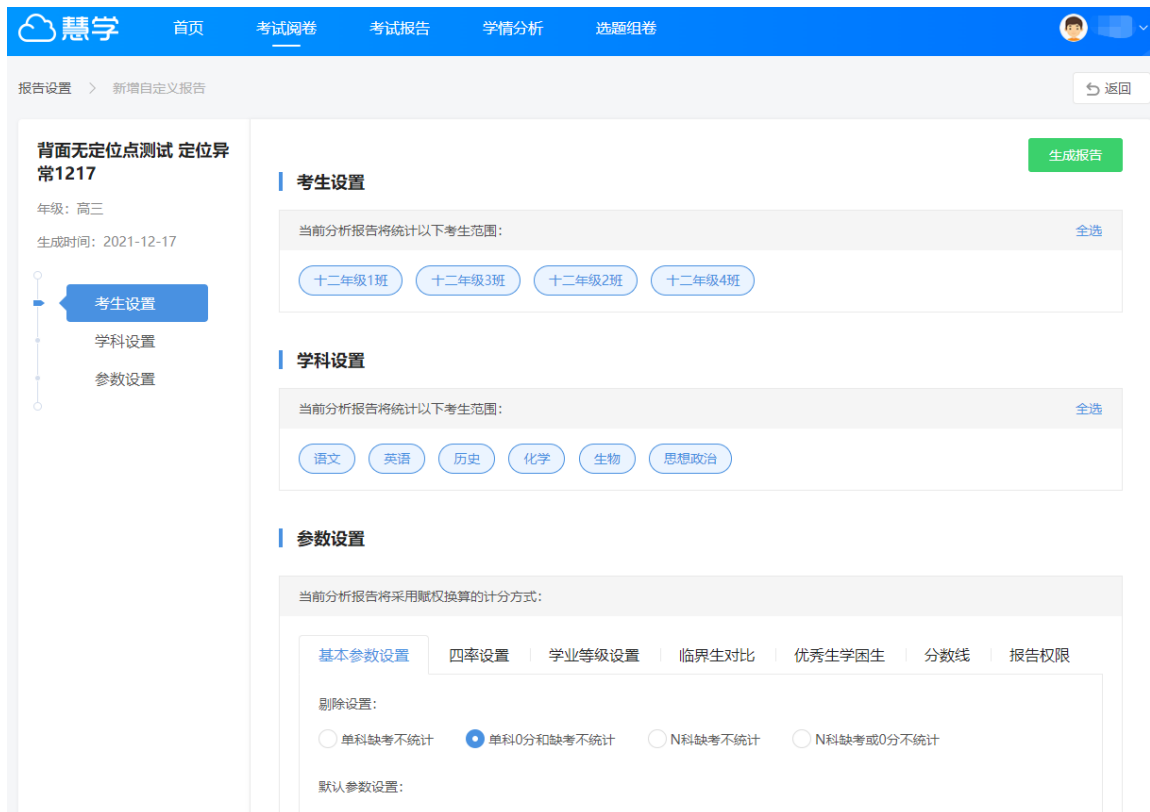 慧学 首页 考试阅卷 考试报告 学情分析 选题组卷
报告设置 > 新增自定义报告 返回
背面无定位点测试 定位异
常1217
年级：高三
生成时间：2021-12-17
考生设置
学科设置
参数设置
生成报告
考生设置
当前分析报告将统计以下考生范围： 全选
十二年级1班 十二年级3班 十二年级2班 十二年级4班
学科设置
当前分析报告将统计以下考生范围： 全选
语文 英语 历史 化学 生物 思想政治
参数设置
当前分析报告将采用赋权换算的计分方式：
基本参数设置 四率设置 学业等级设置 临界生对比 优秀生学困生 分数线 报告权限
剔除设置：
单科缺考不统计 单科0分和缺考不统计 N科缺考不统计 N科缺考或0分不统计
默认参数设置：